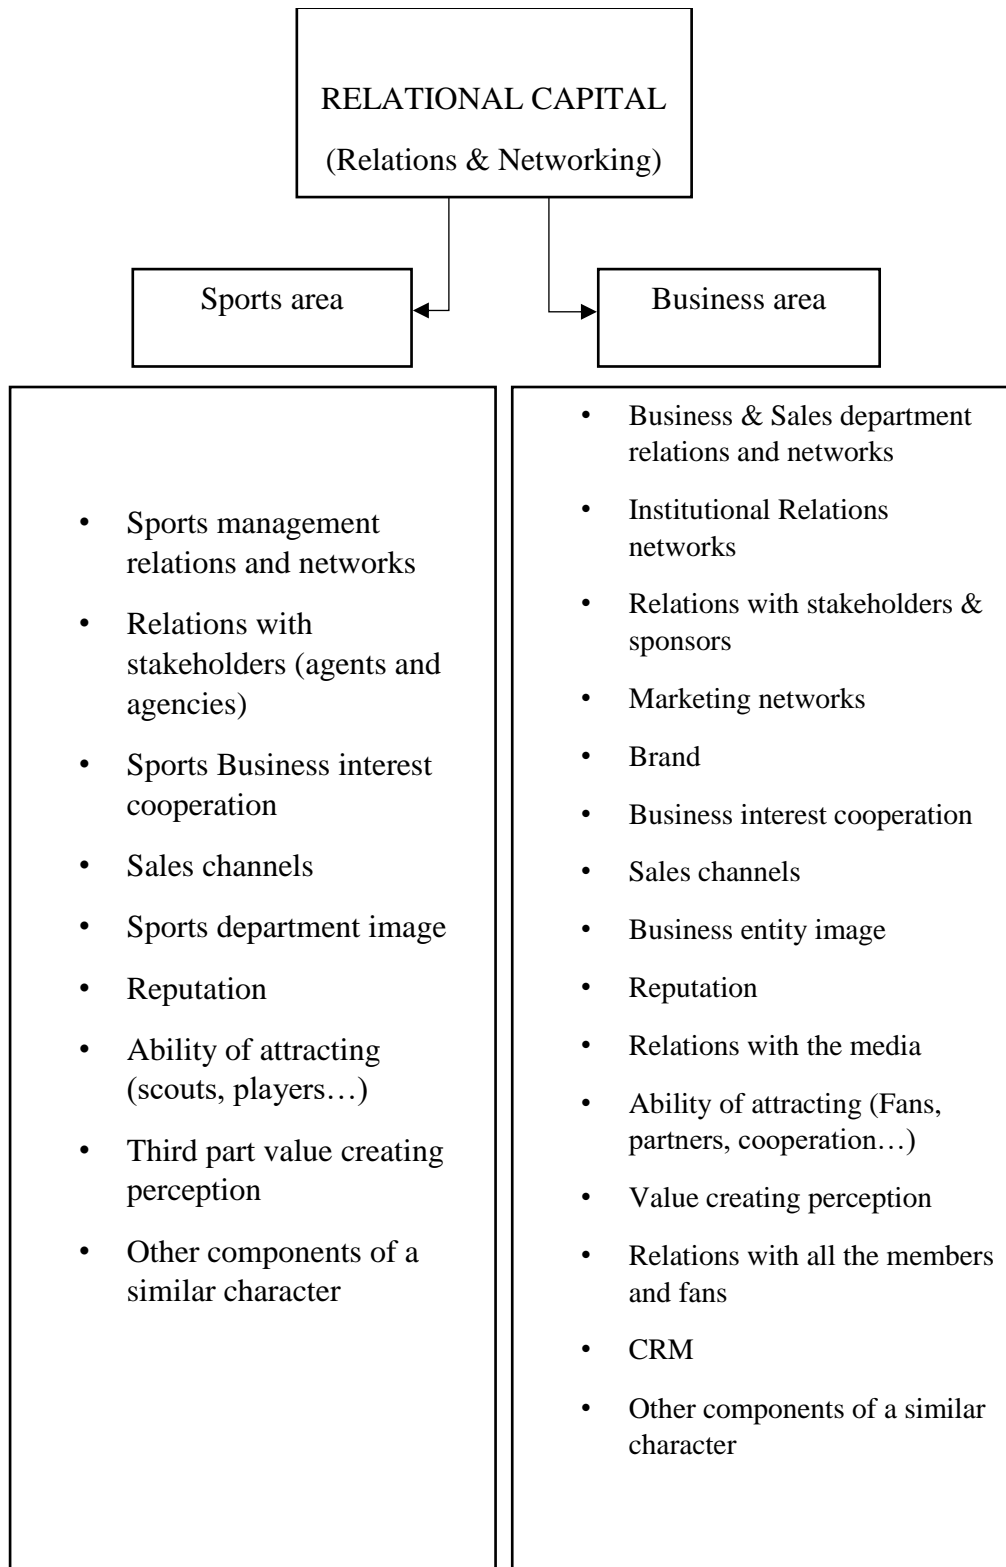 RELATIONAL CAPITAL
(Relations & Networking)
Sports area
Business area
• Sports management
relations and networks
• Relations with
stakeholders (agents and
agencies)
• Sports Business interest
cooperation
• Sales channels
• Sports department image
• Reputation
• Ability of attracting
(scouts, players…)
• Third part value creating
perception
• Other components of a
similar character
• Business & Sales department
relations and networks
• Institutional Relations
networks
• Relations with stakeholders &
sponsors
• Marketing networks
• Brand
• Business interest cooperation
• Sales channels
• Business entity image
• Reputation
• Relations with the media
• Ability of attracting (Fans,
partners, cooperation…)
• Value creating perception
• Relations with all the members
and fans
• CRM
• Other components of a similar
character